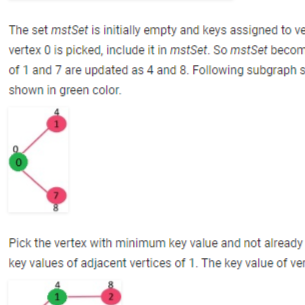 The set mstSet is initially empty and keys assigned to ve
vertex 0 is picked, include it in mstSet. So mstSet becom
of 1 and 7 are updated as 4 and 8. Following subgraph s
shown in green color.
4
1
0
0
7
8
Pick the vertex with minimum key value and not already
key values of adjacent vertices of 1. The key value of ver
4
8
1
2